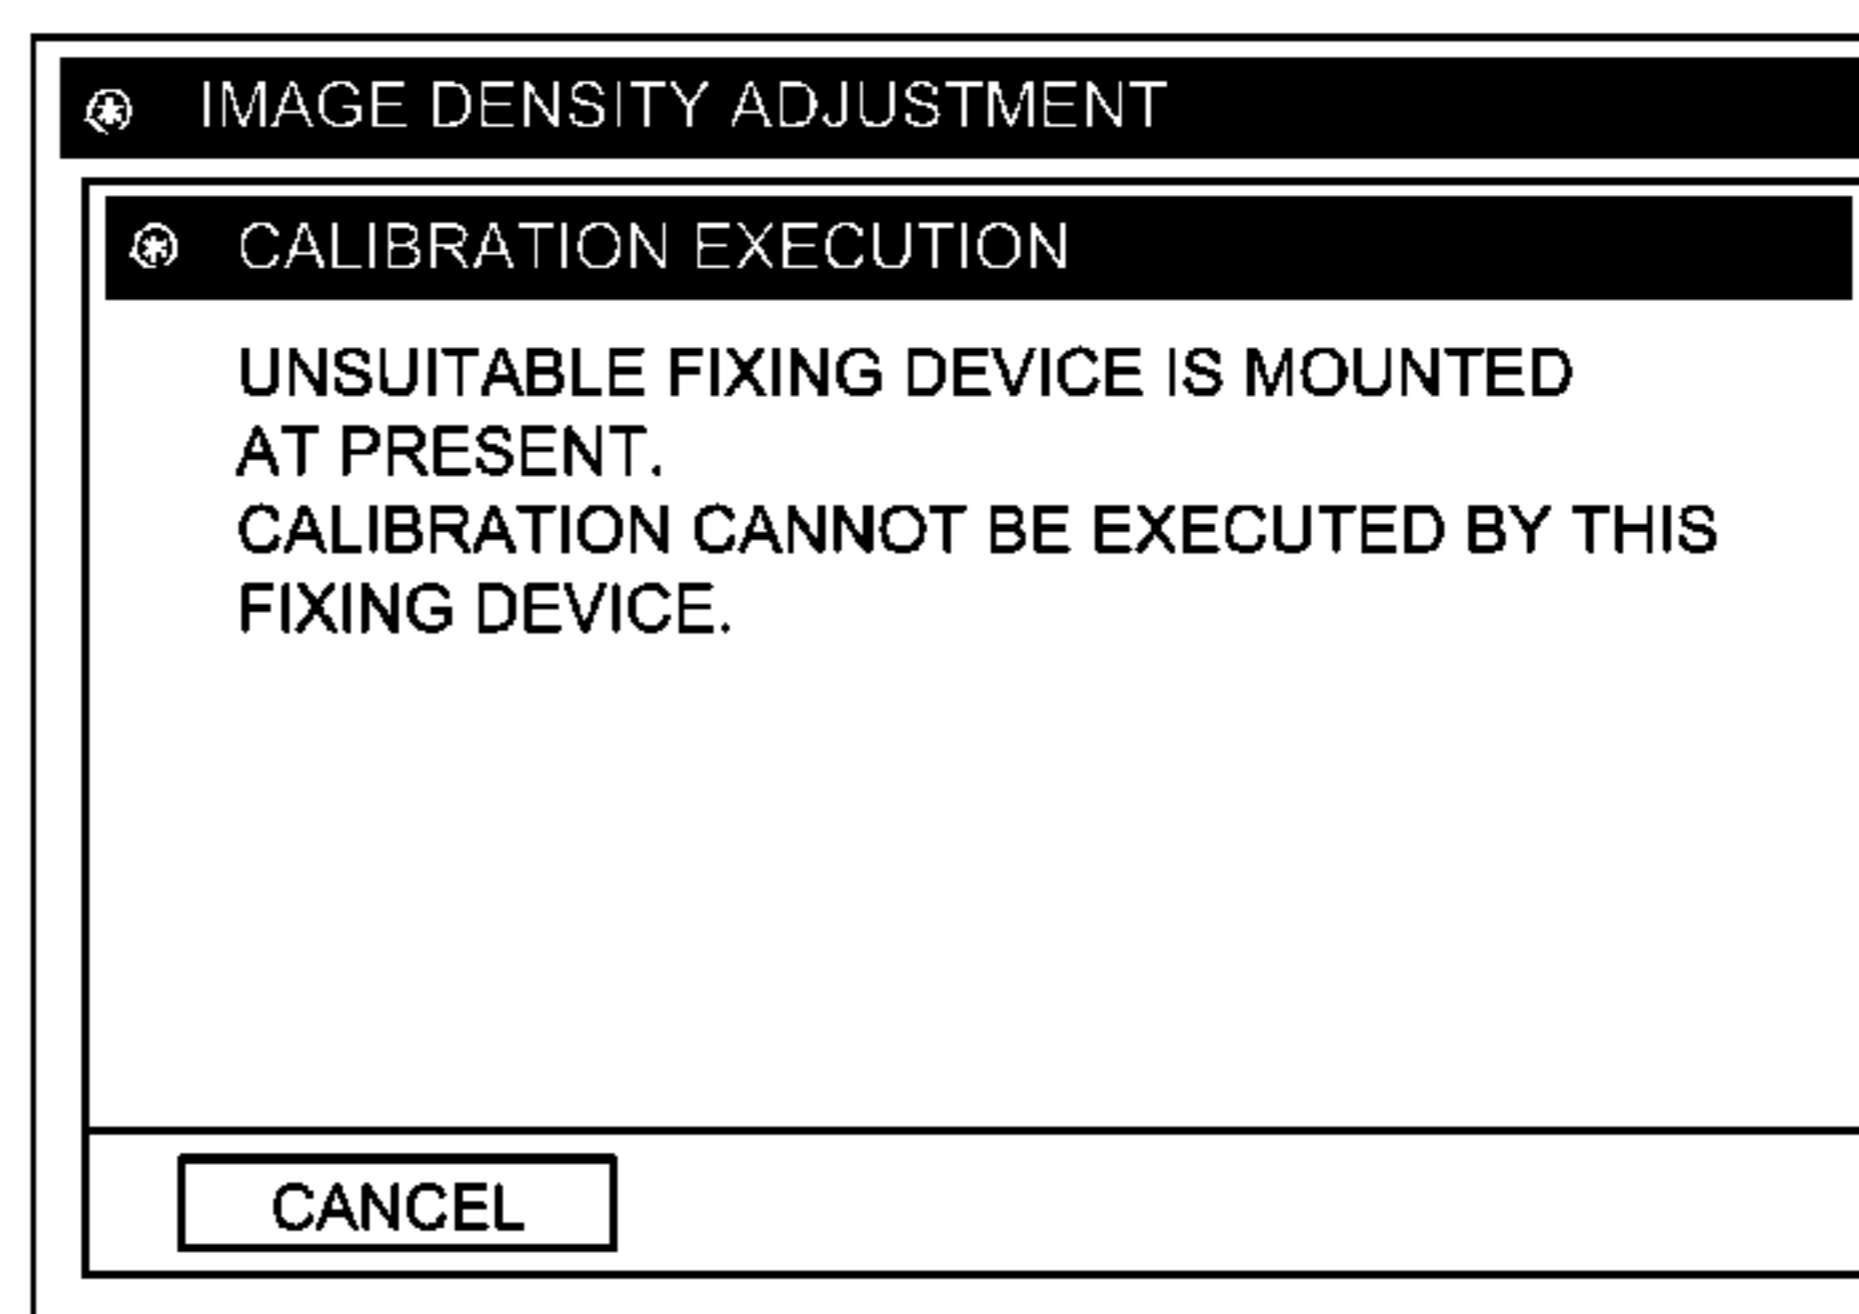 IMAGE DENSITY ADJUSTMENT
CALIBRATION EXECUTION
UNSUITABLE FIXING DEVICE IS MOUNTED
AT PRESENT.
CALIBRATION CANNOT BE EXECUTED BY THIS
FIXING DEVICE.
CANCEL